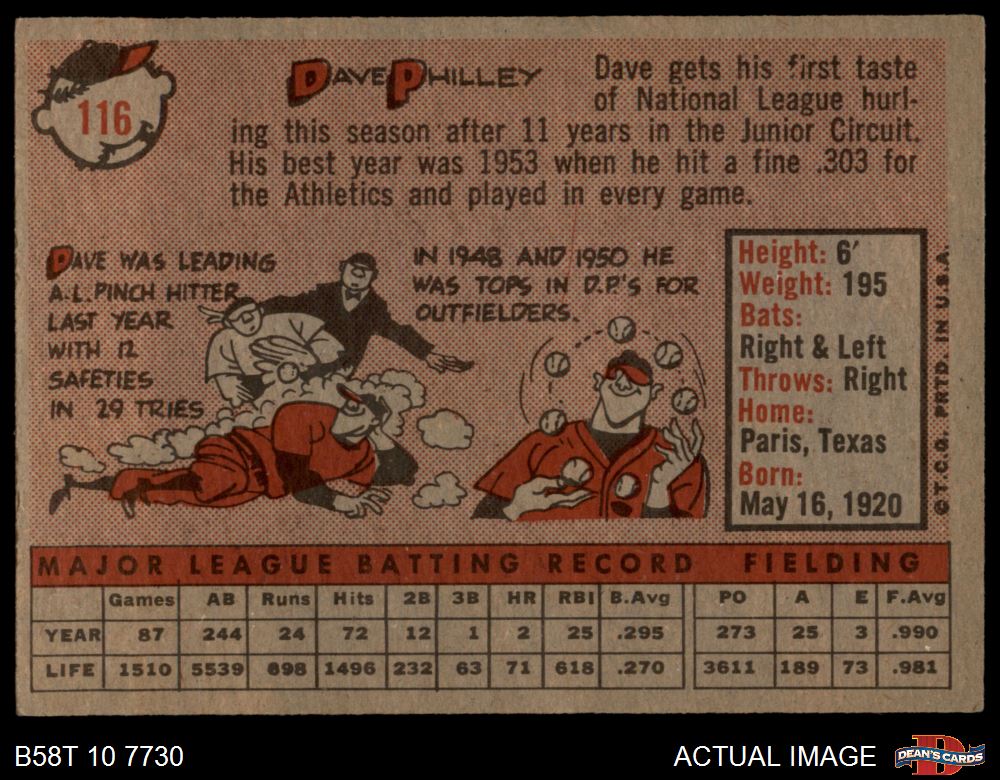 116
DAVE PHILLEY
Dave gets his first taste
of National League hurl-
ing this season after 11 years in the Junior Circuit.
His best year was 1953 when he hit a fine .303 for
the Athletics and played in every game.
DAVE WAS LEADING
A.L. PINCH HITTER
LAST YEAR
WITH 12
SAFETIES
IN 29 TRIES
IN 1948 AND 1950 HE
WAS TOPS IN D.P.'S FOR
OUTFIELDERS.
Height: 6'
Weight: 195
Bats:
Right & Left
Throws: Right
Home:
Paris, Texas
Born:
May 16, 1920
©T.C.G. PRTD. IN U.S.A.
MAJOR LEAGUE BATTING RECORD FIELDING
Games AB Runs Hits 2B 3B HR RBI B.Avg PO A E F.Avg
YEAR 87 244 24 72 12 1 2 25 .295 273 25 3 .990
LIFE 1510 5539 698 1496 232 63 71 618 .270 3611 189 73 .981
B58T 10 7730
ACTUAL IMAGE
D
DEAN'S CARDS